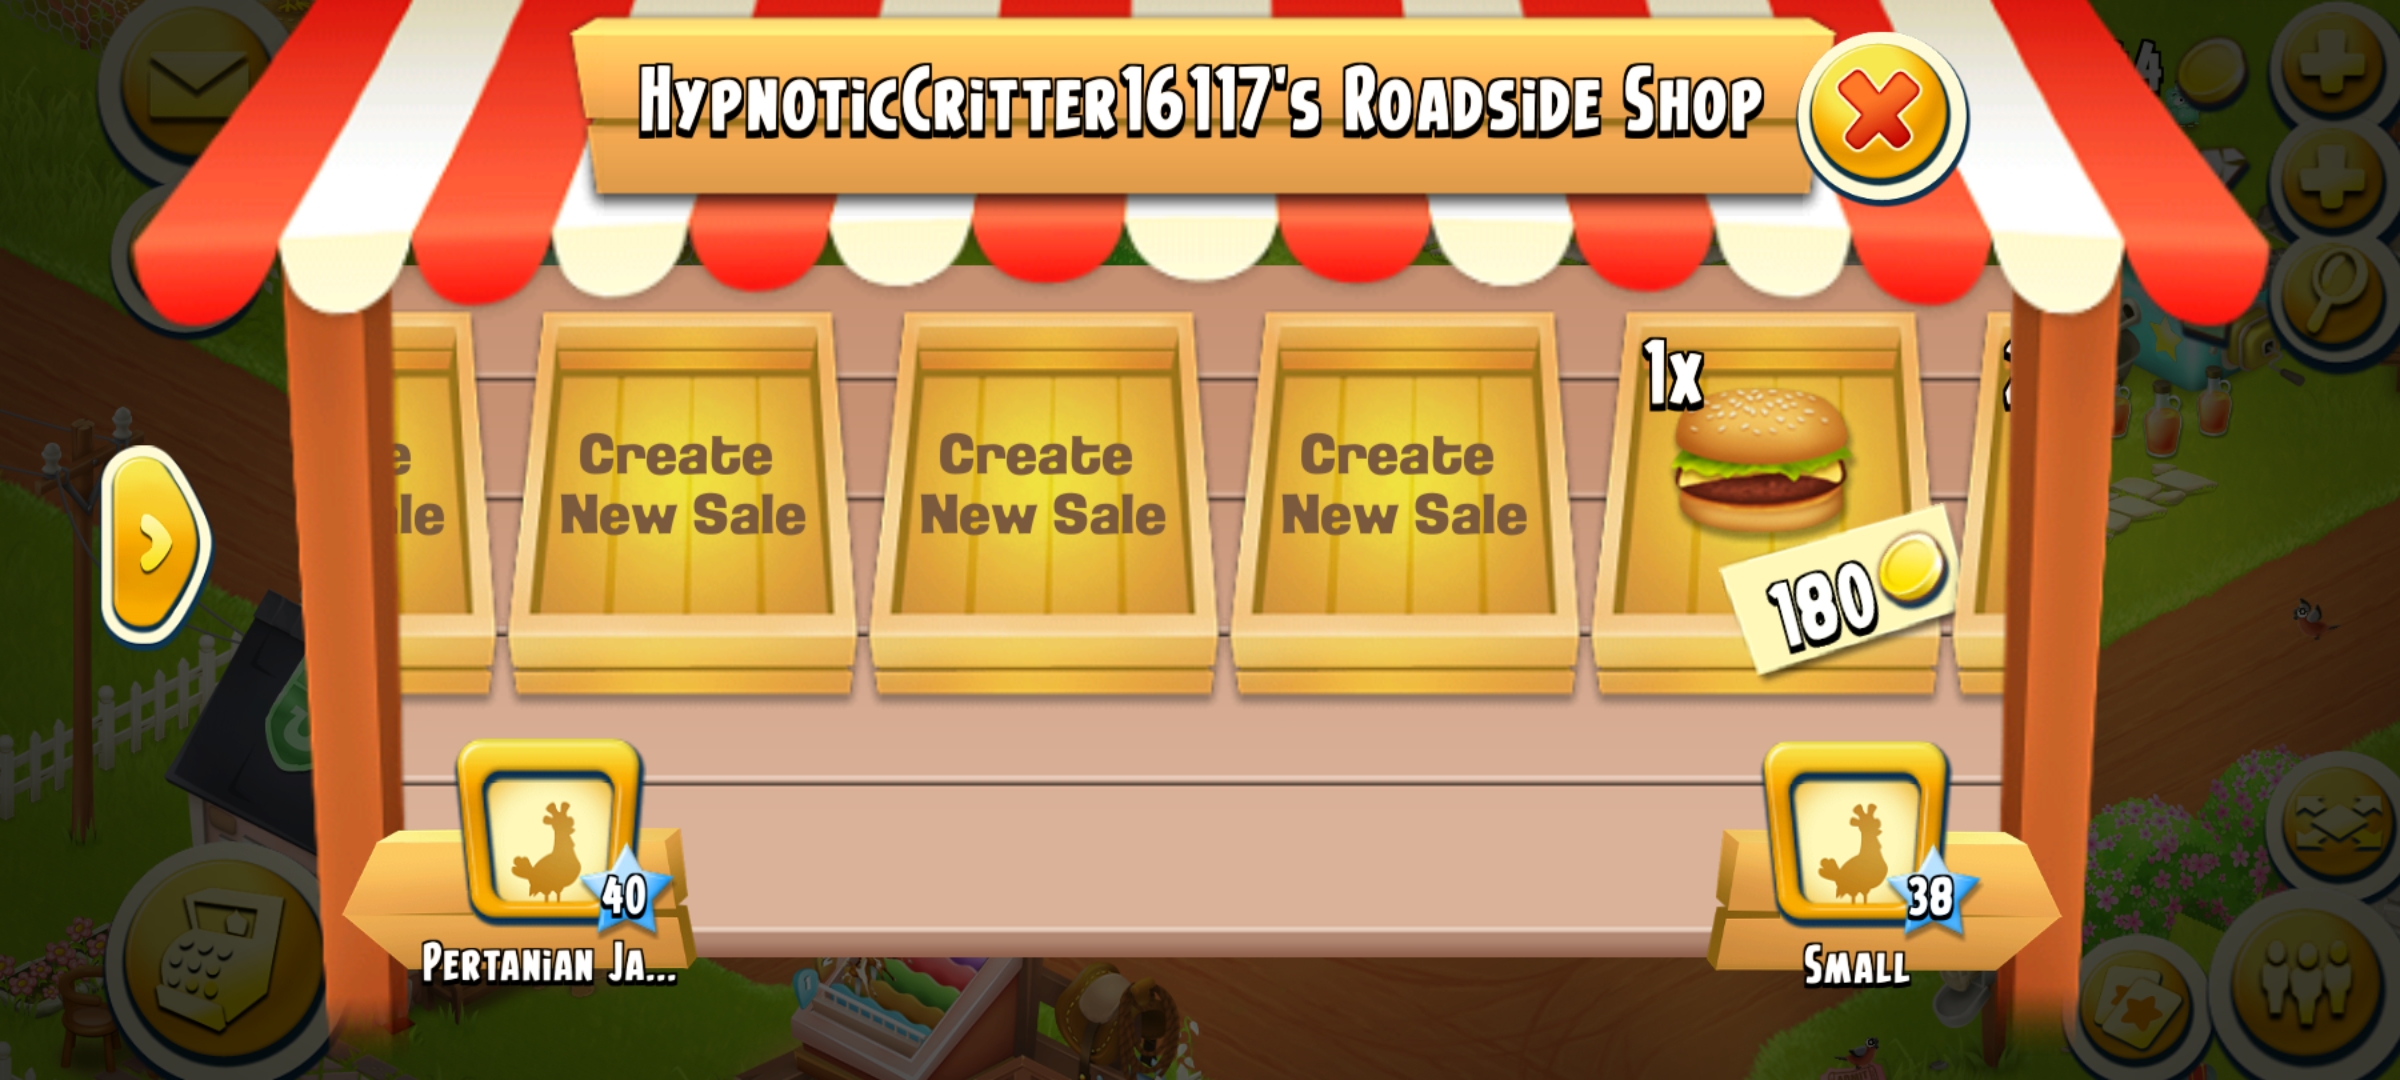 HypnoticCritter16117's Roadside Shop
Create
New Sale
Create
New Sale
Create
New Sale
1x
180
40
Pertanian Ja...
38
Small